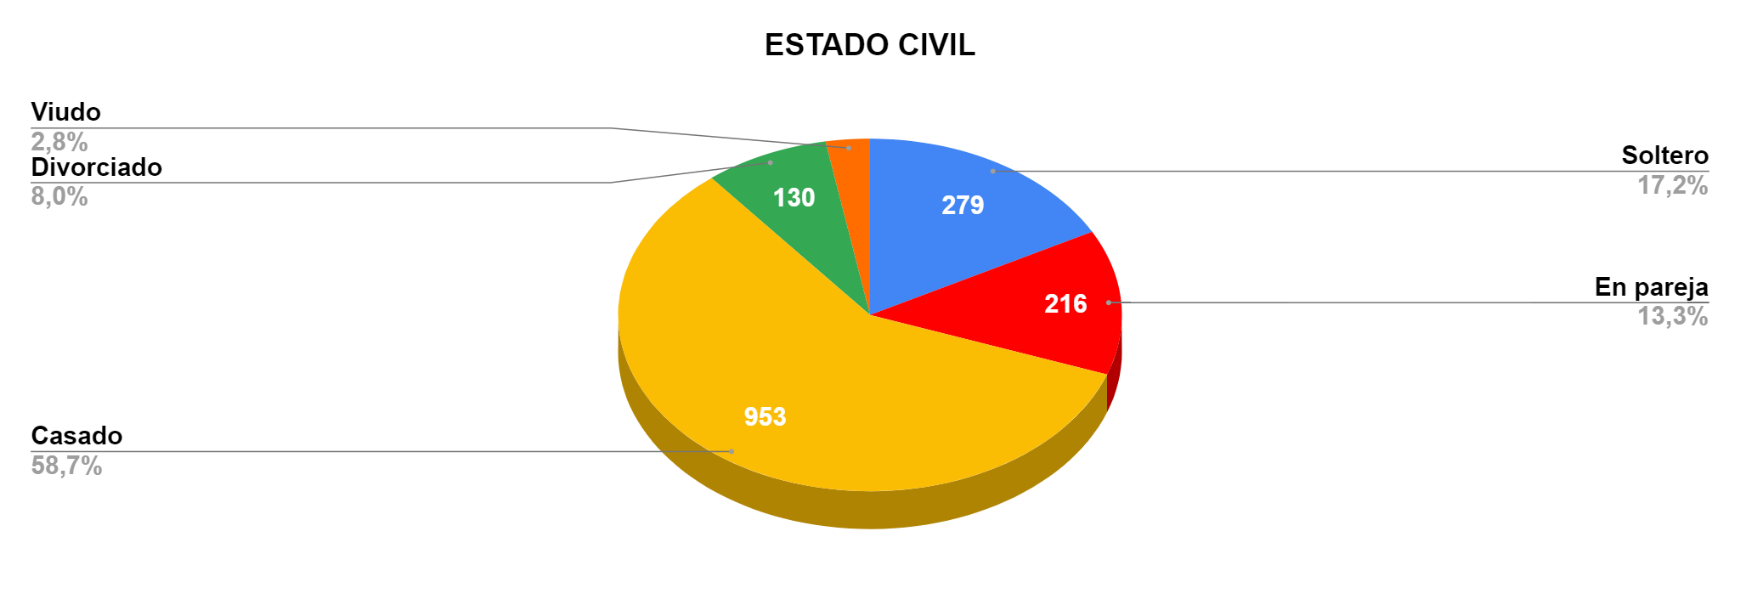 ESTADO CIVIL
Viudo
2,8%
Divorciado
8,0%
Casado
58,7%
130
279
216
953
Soltero
17,2%
En pareja
13,3%